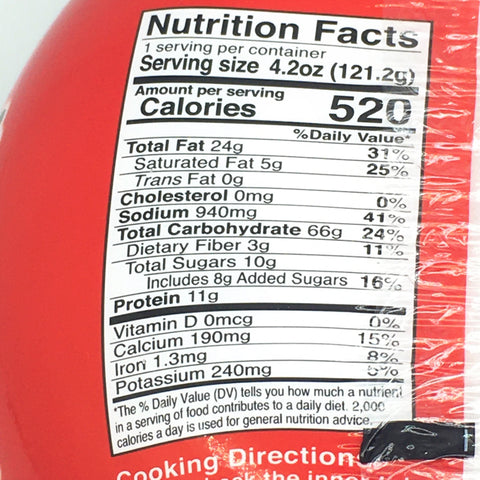 Nutrition Facts
1 serving per container
Serving size 4.2oz (121.2g)
Amount per serving
Calories 520
%Daily Value*
Total Fat 24g 31%
Saturated Fat 5g 25%
Trans Fat 0g
Cholesterol 0mg 0%
Sodium 940mg 41%
Total Carbohydrate 66g 24%
Dietary Fiber 3g 11%
Total Sugars 10g
Includes 8g Added Sugars 16%
Protein 11g
Vitamin D 0mcg 0%
Calcium 190mg 15%
Iron 1.3mg 8%
Potassium 240mg
*The % Daily Value (DV) tells you how much a nutrient
in a serving of food contributes to a daily diet. 2,000
calories a day is used for general nutrition advice.
Cooking Directions
the inner